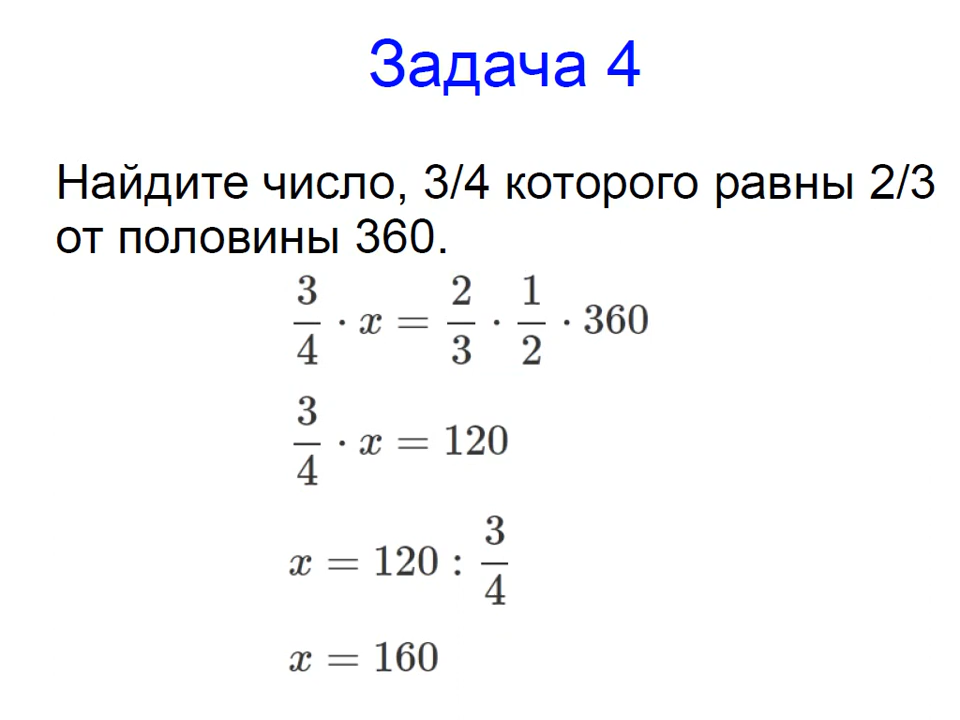 Задача 4
Найдите число, 3/4 которого равны 2/3
от половины 360.
3/4 · x = 2/3 · 1/2 · 360
3/4 · x = 120
x = 120 : 3/4
x = 160